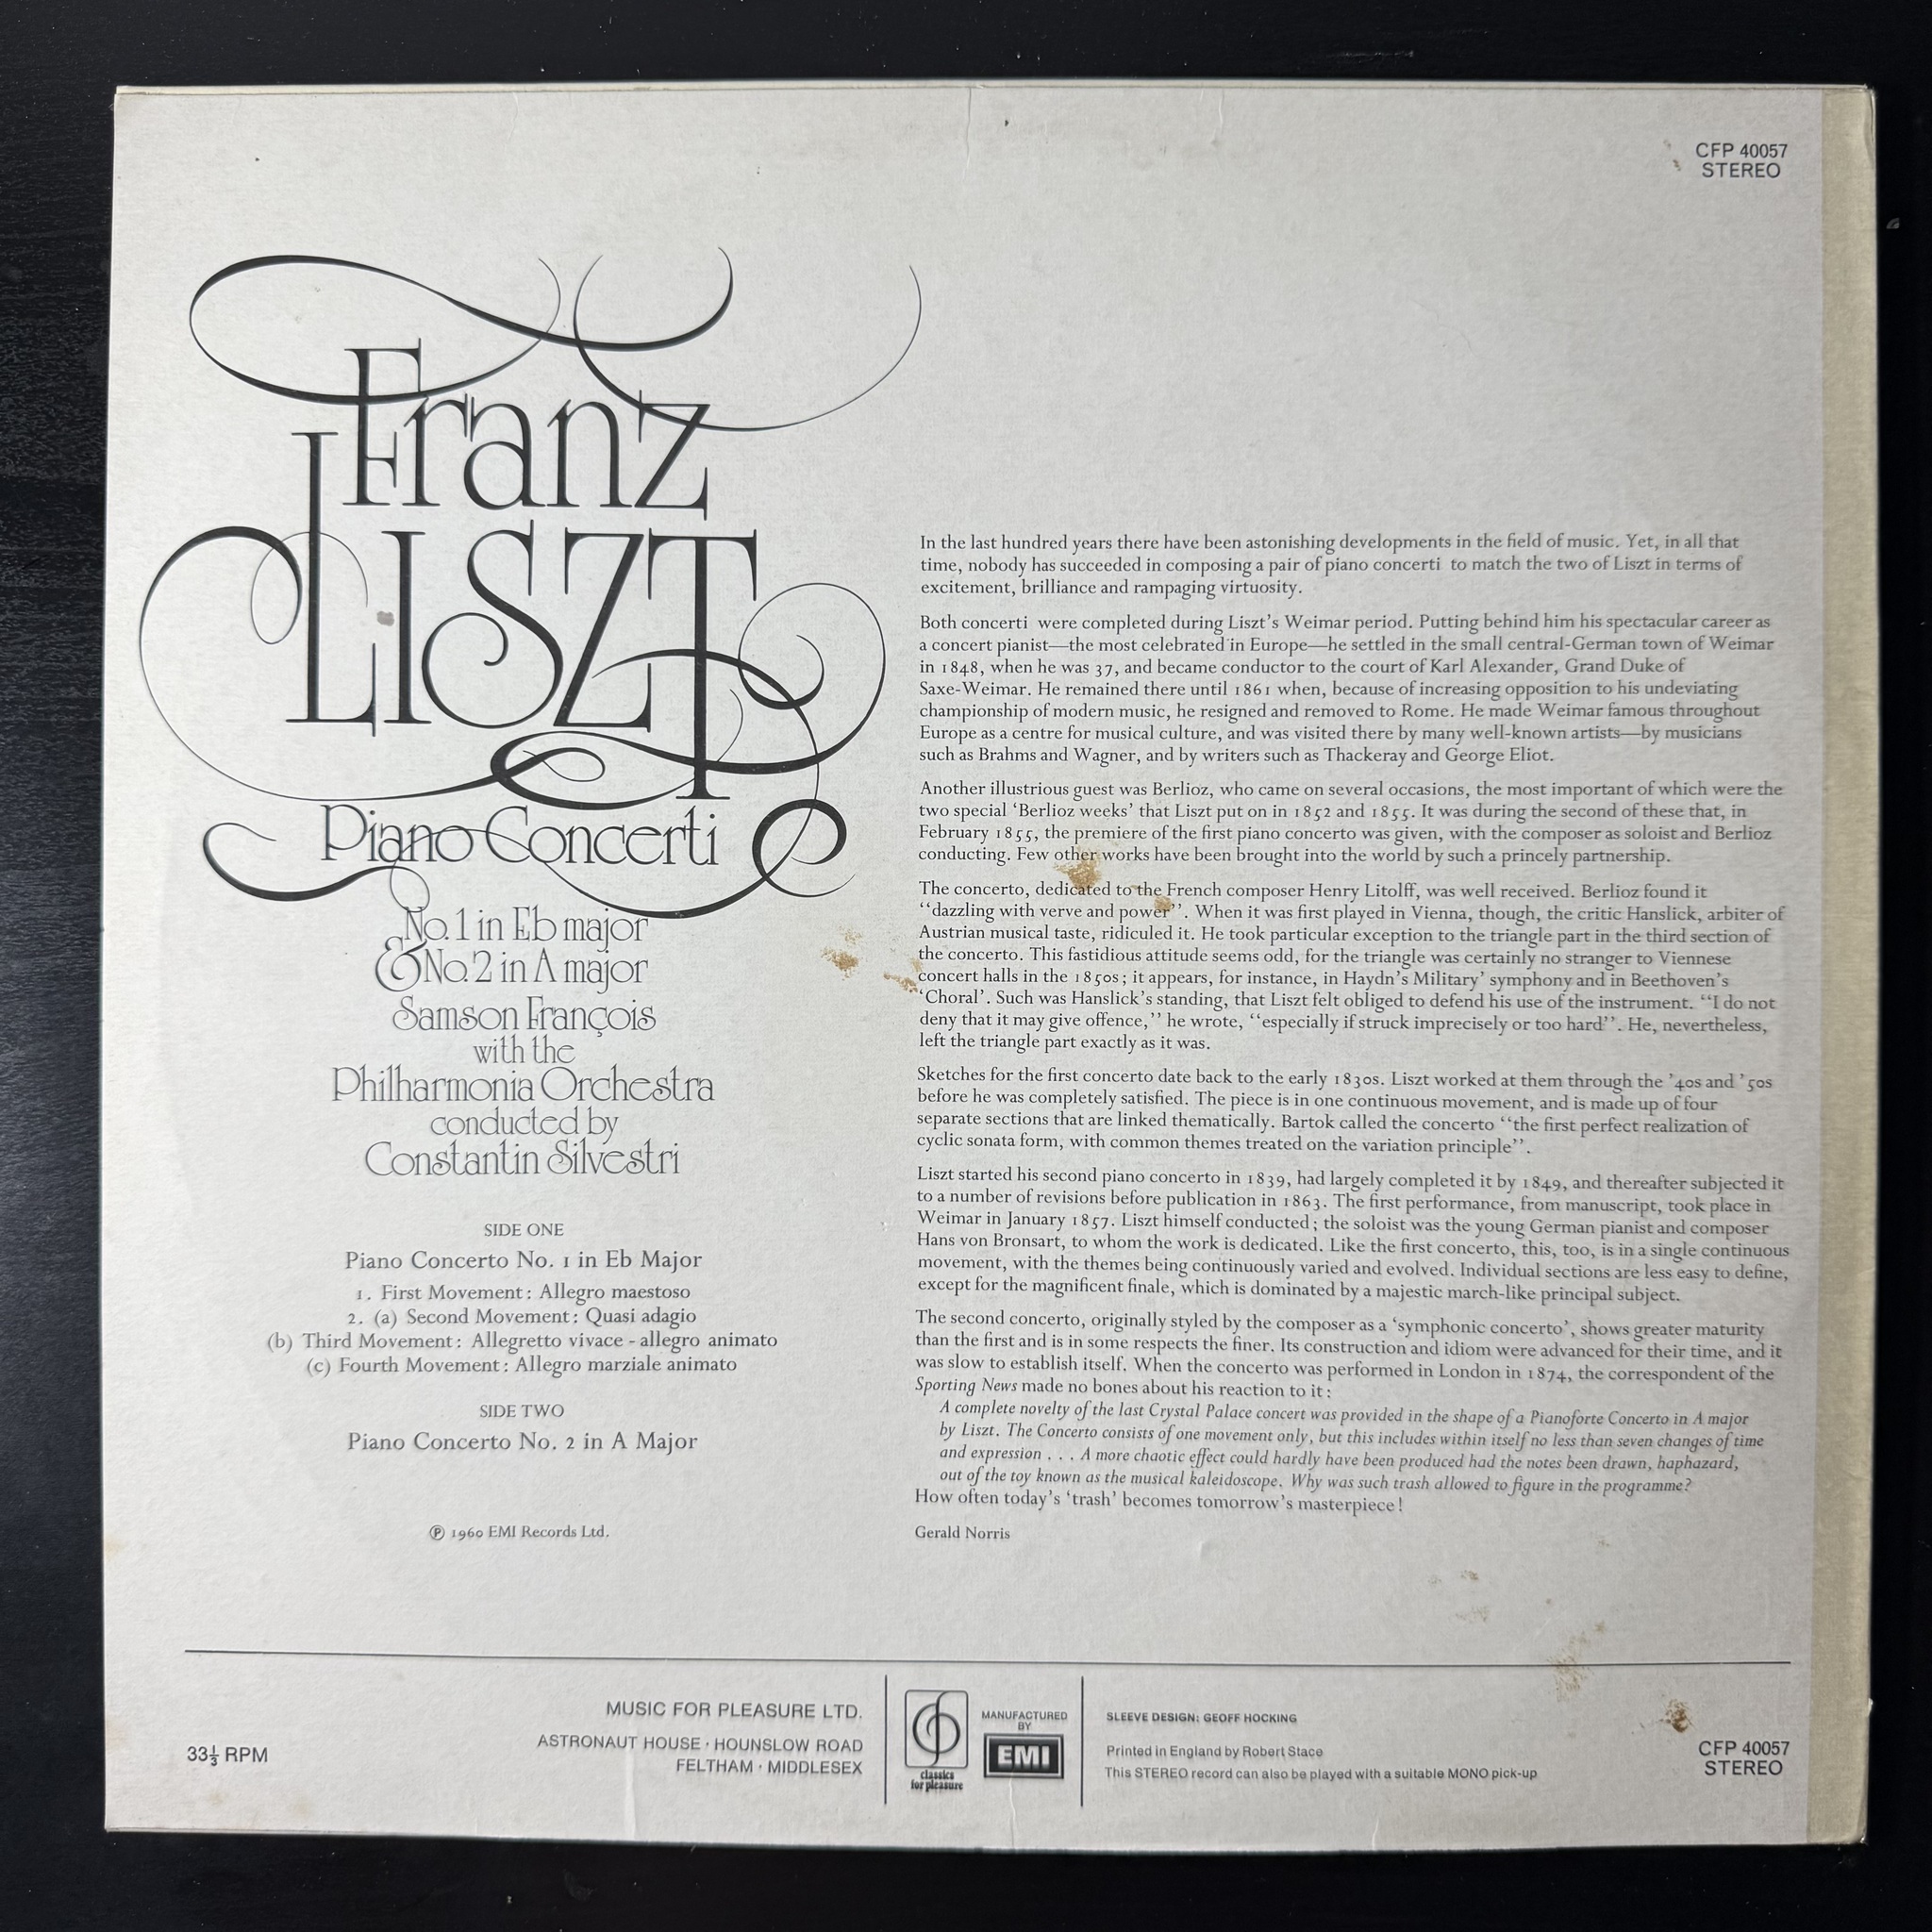 CFP 40057
STEREO
Franz
LISZT
Piano Concerti
No. 1 in Eb major
& No. 2 in A major
Samson François
with the
Philharmonia Orchestra
conducted by
Constantin Silvestri
SIDE ONE
Piano Concerto No. 1 in Eb Major
1. First Movement: Allegro maestoso
2. (a) Second Movement: Quasi adagio
(b) Third Movement: Allegretto vivace - allegro animato
(c) Fourth Movement: Allegro marziale animato
SIDE TWO
Piano Concerto No. 2 in A Major
℗ 1960 EMI Records Ltd.
In the last hundred years there have been astonishing developments in the field of music. Yet, in all that
time, nobody has succeeded in composing a pair of piano concerti to match the two of Liszt in terms of
excitement, brilliance and rampaging virtuosity.
Both concerti were completed during Liszt's Weimar period. Putting behind him his spectacular career as
a concert pianist—the most celebrated in Europe—he settled in the small central-German town of Weimar
in 1848, when he was 37, and became conductor to the court of Karl Alexander, Grand Duke of
Saxe-Weimar. He remained there until 1861 when, because of increasing opposition to his undeviating
championship of modern music, he resigned and removed to Rome. He made Weimar famous throughout
Europe as a centre for musical culture, and was visited there by many well-known artists—by musicians
such as Brahms and Wagner, and by writers such as Thackeray and George Eliot.
Another illustrious guest was Berlioz, who came on several occasions, the most important of which were the
two special 'Berlioz weeks' that Liszt put on in 1852 and 1855. It was during the second of these that, in
February 1855, the premiere of the first piano concerto was given, with the composer as soloist and Berlioz
conducting. Few other works have been brought into the world by such a princely partnership.
The concerto, dedicated to the French composer Henry Litolff, was well received. Berlioz found it
''dazzling with verve and power''. When it was first played in Vienna, though, the critic Hanslick, arbiter of
Austrian musical taste, ridiculed it. He took particular exception to the triangle part in the third section of
the concerto. This fastidious attitude seems odd, for the triangle was certainly no stranger to Viennese
concert halls in the 1850s; it appears, for instance, in Haydn's Military' symphony and in Beethoven's
'Choral'. Such was Hanslick's standing, that Liszt felt obliged to defend his use of the instrument. ''I do not
deny that it may give offence,'' he wrote, ''especially if struck imprecisely or too hard''. He, nevertheless,
left the triangle part exactly as it was.
Sketches for the first concerto date back to the early 1830s. Liszt worked at them through the '40s and '50s
before he was completely satisfied. The piece is in one continuous movement, and is made up of four
separate sections that are linked thematically. Bartok called the concerto ''the first perfect realization of
cyclic sonata form, with common themes treated on the variation principle''.
Liszt started his second piano concerto in 1839, had largely completed it by 1849, and thereafter subjected it
to a number of revisions before publication in 1863. The first performance, from manuscript, took place in
Weimar in January 1857. Liszt himself conducted; the soloist was the young German pianist and composer
Hans von Bronsart, to whom the work is dedicated. Like the first concerto, this, too, is in a single continuous
movement, with the themes being continuously varied and evolved. Individual sections are less easy to define,
except for the magnificent finale, which is dominated by a majestic march-like principal subject.
The second concerto, originally styled by the composer as a 'symphonic concerto', shows greater maturity
than the first and is in some respects the finer. Its construction and idiom were advanced for their time, and it
was slow to establish itself. When the concerto was performed in London in 1874, the correspondent of the
Sporting News made no bones about his reaction to it:
A complete novelty of the last Crystal Palace concert was provided in the shape of a Pianoforte Concerto in A major
by Liszt. The Concerto consists of one movement only, but this includes within itself no less than seven changes of time
and expression . . . A more chaotic effect could hardly have been produced had the notes been drawn, haphazard,
out of the toy known as the musical kaleidoscope. Why was such trash allowed to figure in the programme?
How often today's 'trash' becomes tomorrow's masterpiece!
Gerald Norris
33⅓ RPM
MUSIC FOR PLEASURE LTD.
ASTRONAUT HOUSE · HOUNSLOW ROAD
FELTHAM · MIDDLESEX
classics
for pleasure
MANUFACTURED
BY
EMI
SLEEVE DESIGN: GEOFF HOCKING
Printed in England by Robert Stace
This STEREO record can also be played with a suitable MONO pick-up
CFP 40057
STEREO